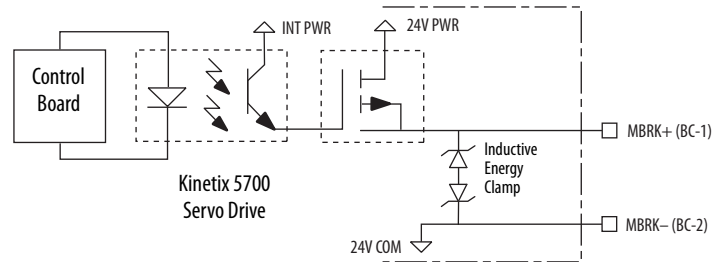 INT PWR
24V PWR
Control
Board
MBRK+ (BC-1)
Inductive
Energy
Clamp
Kinetix 5700
Servo Drive
MBRK– (BC-2)
24V COM